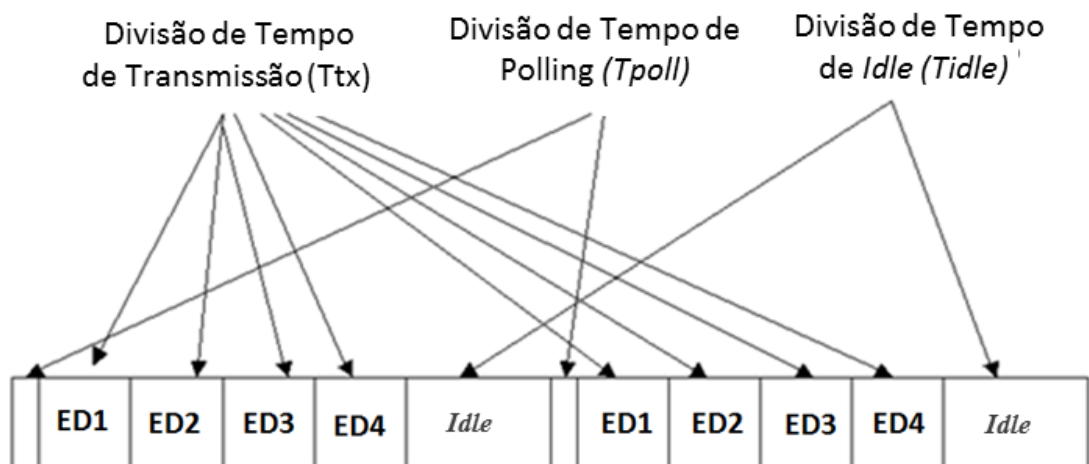 Divisão de Tempo
de Transmissão (Ttx)
Divisão de Tempo de
Polling (Tpoll)
Divisão de Tempo
de Idle (Tidle)
ED1 ED2 ED3 ED4 Idle ED1 ED2 ED3 ED4 Idle